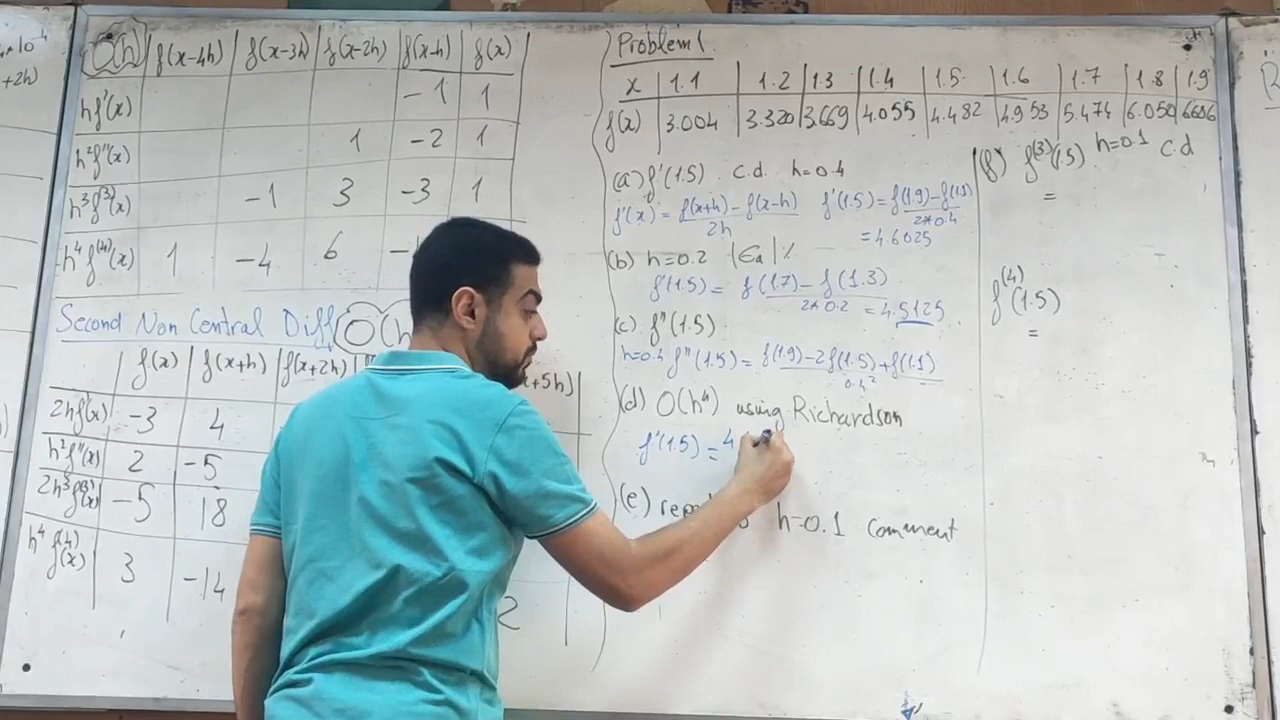 *10⁻⁴
+2h)
O(h) f(x-4h) f(x-3h) f(x-2h) f(x-h) f(x)
hf'(x) -1 1
h²f''(x) 1 -2 1
h³f⁽³⁾(x) -1 3 -3 1
h⁴f⁽⁴⁾(x) 1 -4 6
Second Non Central Diff O(h
f(x) f(x+h) f(x+2h) x+5h)
2hf'(x) -3 4
h²f''(x) 2 -5
2h³f⁽³⁾(x) -5 18
h⁴f⁽⁴⁾(x) 3 -14 2
Problem 1
x 1.1 1.2 1.3 1.4 1.5 1.6 1.7 1.8 1.9
f(x) 3.004 3.320 3.669 4.055 4.482 4.953 5.474 6.050 6.686
(a) f'(1.5) c.d. h=0.4
f'(x) = f(x+h)-f(x-h) / 2h f'(1.5) = f(1.9)-f(1.1) / 2*0.4
= 4.6025
(b) h=0.2 |Ea|%
f'(1.5) = f(1.7)-f(1.3) / 2*0.2 = 4.5125
(c) f''(1.5)
h=0.4 f''(1.5) = f(1.9)-2f(1.5)+f(1.1) / 0.4²
(d) O(h⁴) using Richardson
f'(1.5) = 4
(e) h=0.1 comment
(f) f⁽³⁾(1.5) h=0.1 c.d
=
f⁽⁴⁾(1.5)
=